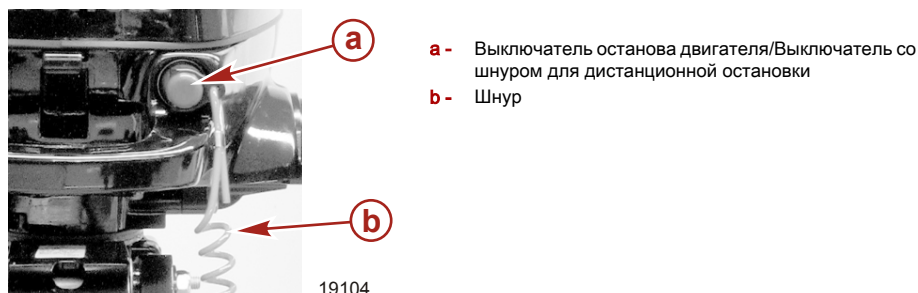 a
a - Выключатель останова двигателя/Выключатель со
шнуром для дистанционной остановки
b - Шнур
b
19104